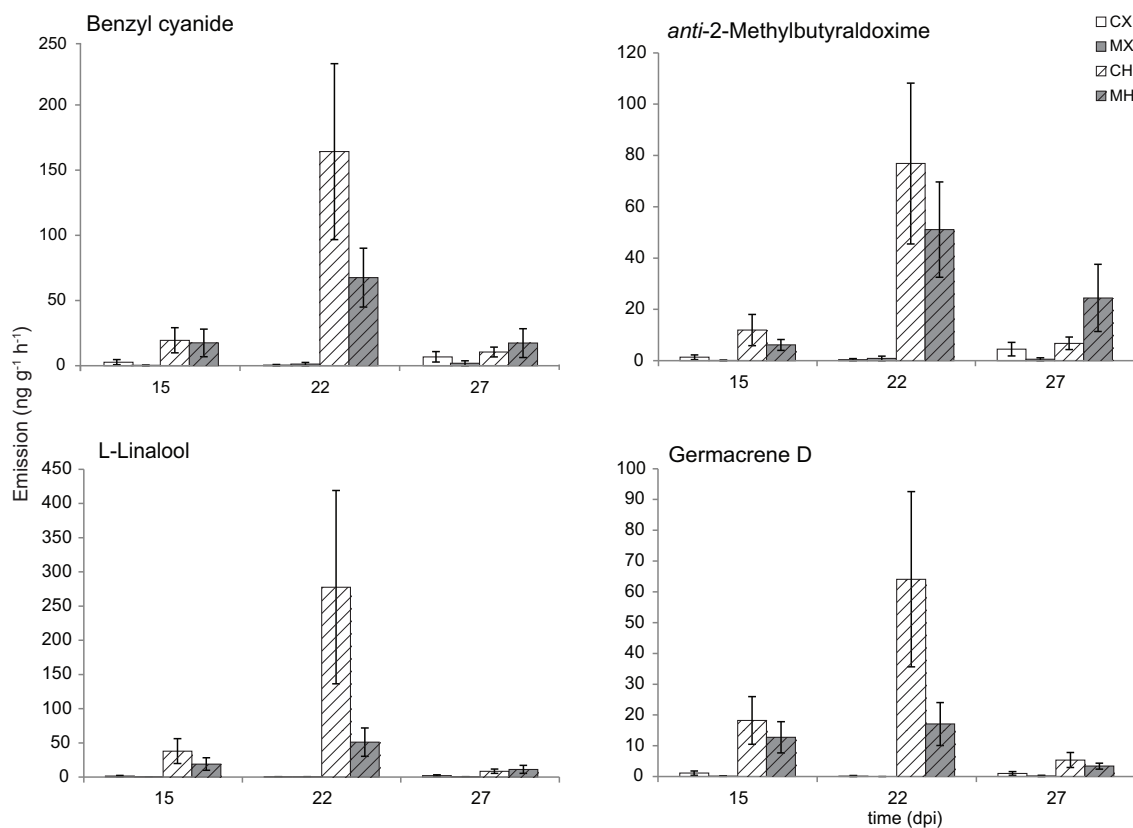 Benzyl cyanide
250
200
150
100
50
0
15 22 27
anti-2-Methylbutyraldoxime
120
100
80
60
40
20
0
15 22 27
CX
MX
CH
MH
Emission (ng g⁻¹ h⁻¹)
L-Linalool
450
400
350
300
250
200
150
100
50
0
15 22 27
Germacrene D
100
90
80
70
60
50
40
30
20
10
0
15 22 27
time (dpi)